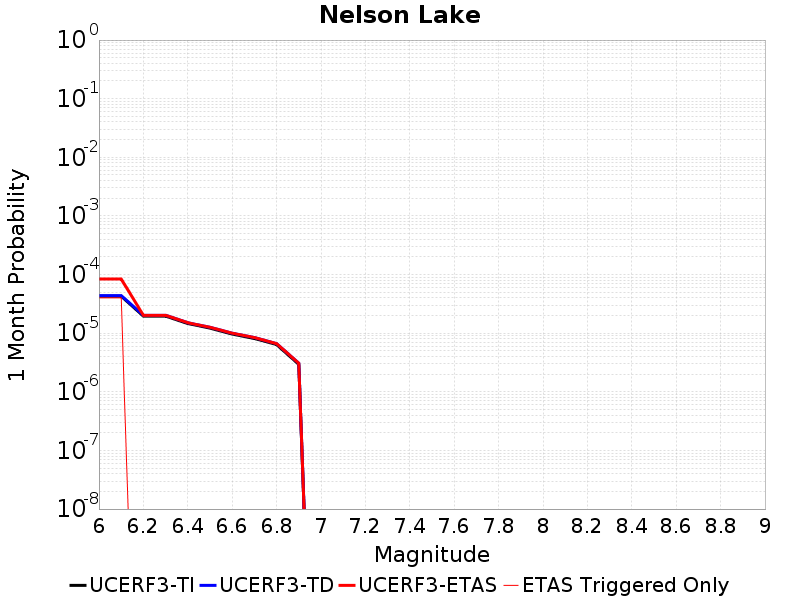 Nelson Lake
10^0
10^-1
10^-2
10^-3
10^-4
10^-5
10^-6
10^-7
10^-8
1 Month Probability
6 6.2 6.4 6.6 6.8 7 7.2 7.4 7.6 7.8 8 8.2 8.4 8.6 8.8 9
Magnitude
UCERF3-TI UCERF3-TD UCERF3-ETAS ETAS Triggered Only